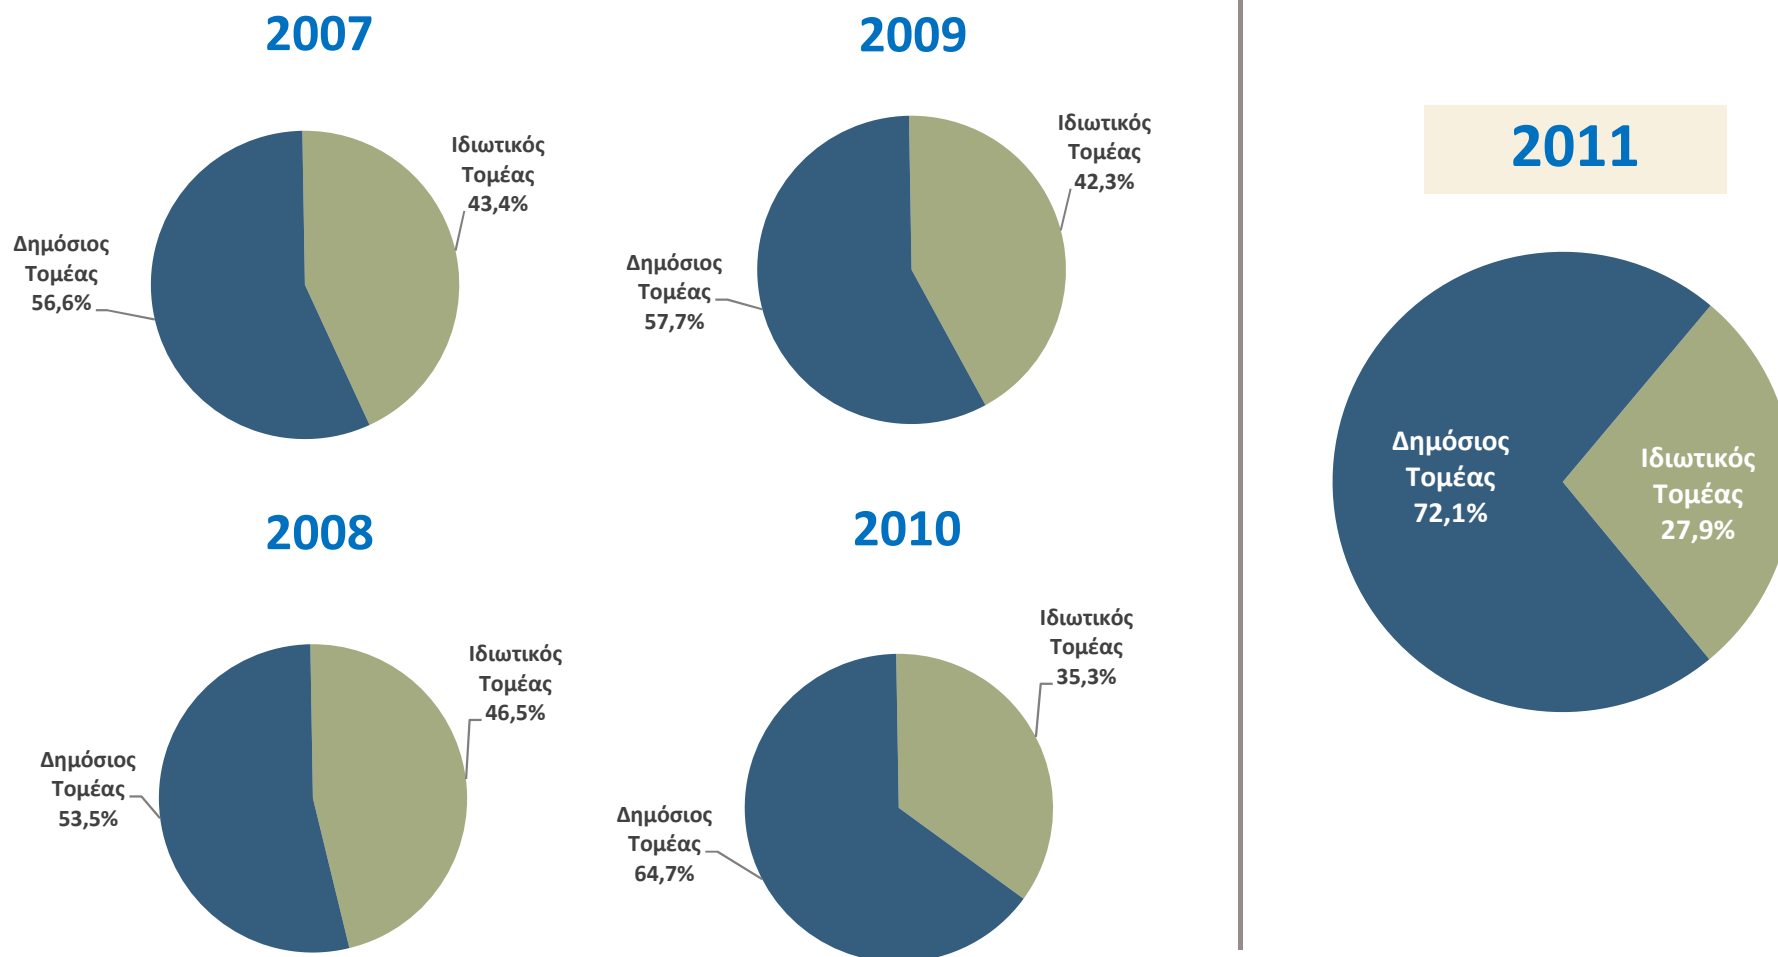 2007
Ιδιωτικός
Τομέας
43,4%
Δημόσιος
Τομέας
56,6%
2009
Ιδιωτικός
Τομέας
42,3%
Δημόσιος
Τομέας
57,7%
2008
Ιδιωτικός
Τομέας
46,5%
Δημόσιος
Τομέας
53,5%
2010
Ιδιωτικός
Τομέας
35,3%
Δημόσιος
Τομέας
64,7%
2011
Δημόσιος
Τομέας
72,1%
Ιδιωτικός
Τομέας
27,9%